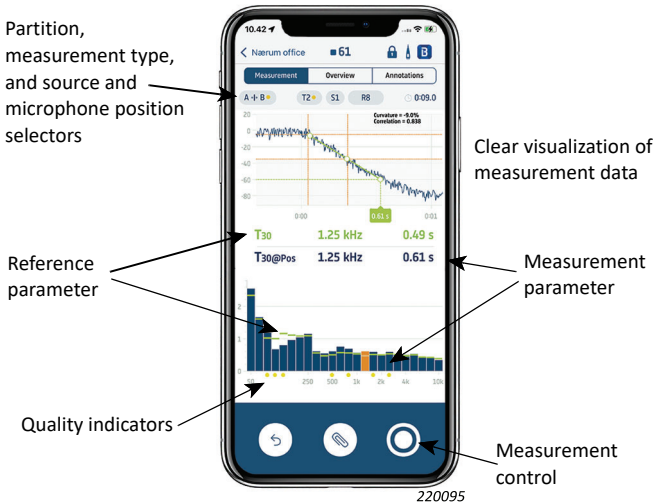 Partition,
measurement type,
and source and
microphone position
selectors
10.42
Nærum office
61
B
Measurement Overview Annotations
A B T2 S1 R8 0:09.0
Curvature = -9.0%
Correlation = 0.838
20
0
-20
-40
-60
-80
0:00 0.61 s 0:01
Clear visualization of
measurement data
T30 1.25 kHz 0.49 s
T30@Pos 1.25 kHz 0.61 s
Reference
parameter
Measurement
parameter
2
1
0
50 250 500 1k 2k 4k 10k
Quality indicators
Measurement
control
220095